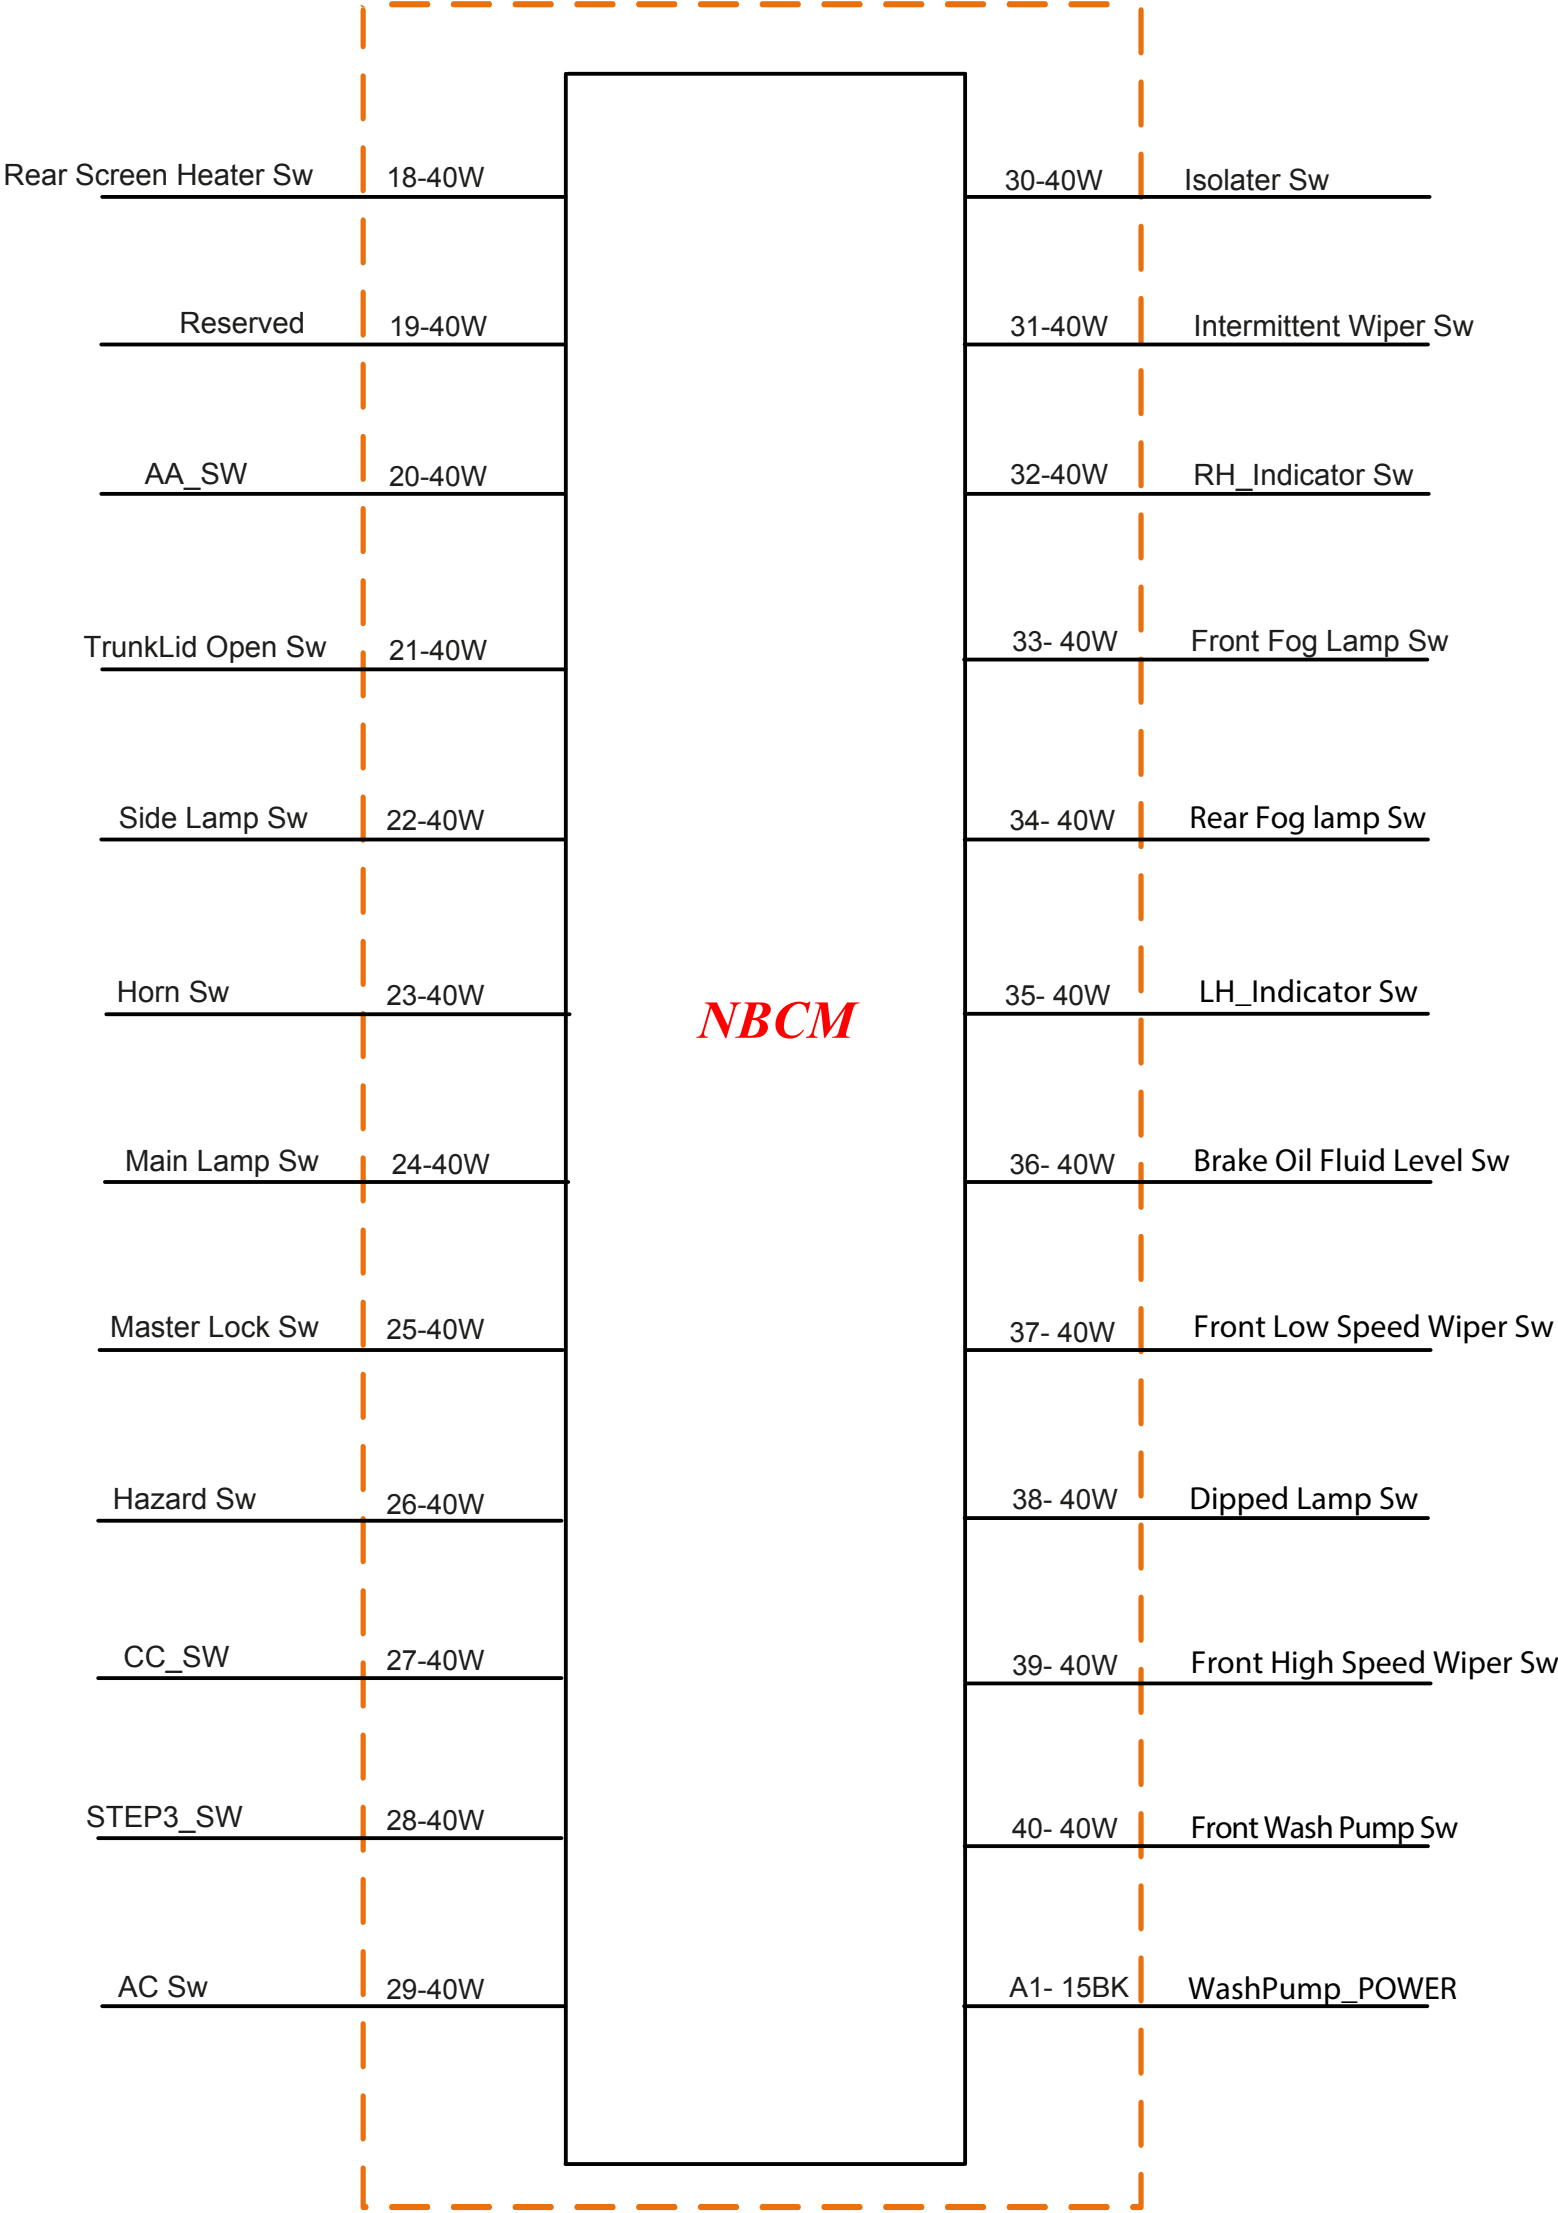 Rear Screen Heater Sw 18-40W 30-40W Isolater Sw
Reserved 19-40W 31-40W Intermittent Wiper Sw
AA_SW 20-40W 32-40W RH_Indicator Sw
TrunkLid Open Sw 21-40W 33- 40W Front Fog Lamp Sw
Side Lamp Sw 22-40W 34- 40W Rear Fog lamp Sw
Horn Sw 23-40W NBCM 35- 40W LH_Indicator Sw
Main Lamp Sw 24-40W 36- 40W Brake Oil Fluid Level Sw
Master Lock Sw 25-40W 37- 40W Front Low Speed Wiper Sw
Hazard Sw 26-40W 38- 40W Dipped Lamp Sw
CC_SW 27-40W 39- 40W Front High Speed Wiper Sw
STEP3_SW 28-40W 40- 40W Front Wash Pump Sw
AC Sw 29-40W A1- 15BK WashPump_POWER